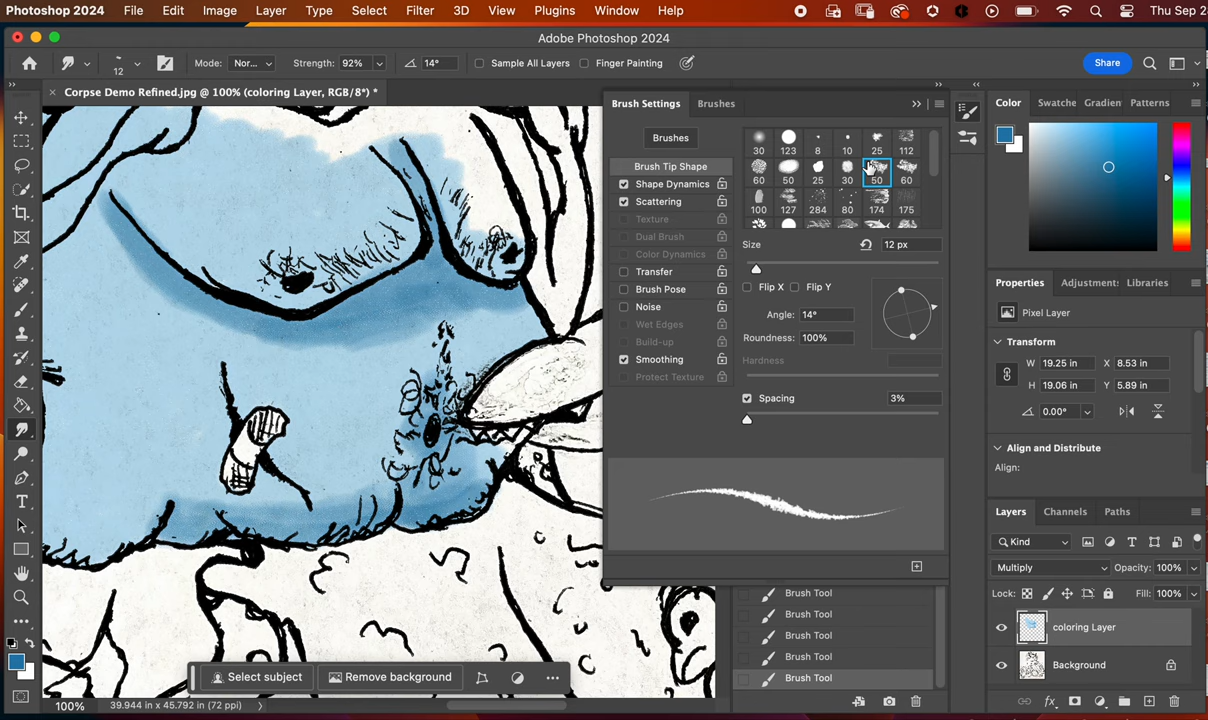 Photoshop 2024 File Edit Image Layer Type Select Filter 3D View Plugins Window Help Thu Sep 2
Adobe Photoshop 2024
12 Mode: Nor... Strength: 92% 14° Sample All Layers Finger Painting Share
Corpse Demo Refined.jpg @ 100% (coloring Layer, RGB/8*) *
Brush Settings Brushes
Color Swatche Gradien Patterns
Brushes
30 123 8 10 25 112
Brush Tip Shape
Shape Dynamics
60 50 25 30 50 60
Scattering
100 127 284 80 174 175
Texture
Dual Brush
Size 12 px
Color Dynamics
Transfer
Flip X Flip Y
Brush Pose
Noise
Angle: 14°
Wet Edges
Roundness: 100%
Build-up
Hardness
Smoothing
Protect Texture
Spacing 3%
Properties Adjustment: Libraries
Pixel Layer
Transform
W 19.25 in X 8.53 in
H 19.06 in Y 5.89 in
0.00°
Align and Distribute
Align:
Layers Channels Paths
Kind
Multiply Opacity: 100%
Lock: Fill: 100%
coloring Layer
Background
Brush Tool
Brush Tool
Brush Tool
Brush Tool
Brush Tool
Select subject Remove background
100% 39.944 in x 45.792 in (72 ppi)